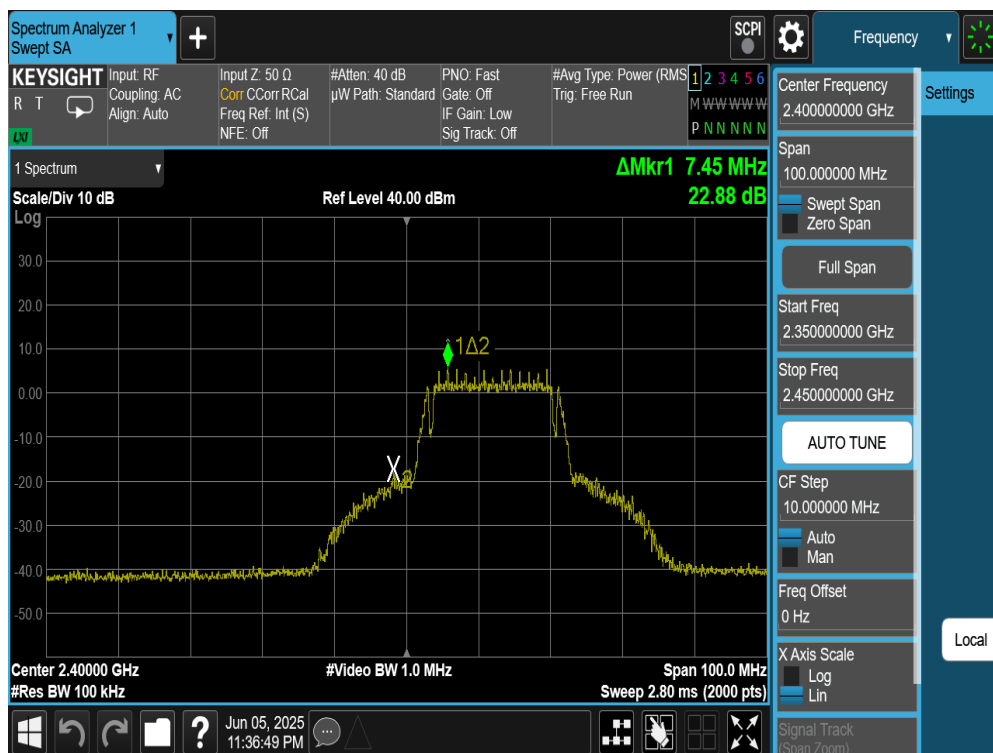 Spectrum Analyzer 1
Swept SA
+
SCPI
Frequency
KEYSIGHT
R T
LXI
Input: RF
Coupling: AC
Align: Auto
Input Z: 50 Ω
Corr CCorr RCal
Freq Ref: Int (S)
NFE: Off
#Atten: 40 dB
µW Path: Standard
PNO: Fast
Gate: Off
IF Gain: Low
Sig Track: Off
#Avg Type: Power (RMS
Trig: Free Run
1 2 3 4 5 6
M W W W W W
P N N N N N
1 Spectrum
ΔMkr1 7.45 MHz
22.88 dB
Scale/Div 10 dB
Ref Level 40.00 dBm
Log
30.0
20.0
10.0
0.00
-10.0
-20.0
-30.0
-40.0
-50.0
1Δ2
X2
Center 2.40000 GHz
#Video BW 1.0 MHz
Span 100.0 MHz
#Res BW 100 kHz
Sweep 2.80 ms (2000 pts)
?
Jun 05, 2025
11:36:49 PM
Center Frequency
2.400000000 GHz
Span
100.000000 MHz
Swept Span
Zero Span
Full Span
Start Freq
2.350000000 GHz
Stop Freq
2.450000000 GHz
AUTO TUNE
CF Step
10.000000 MHz
Auto
Man
Freq Offset
0 Hz
X Axis Scale
Log
Lin
Signal Track
(Span Zoom)
Settings
Local